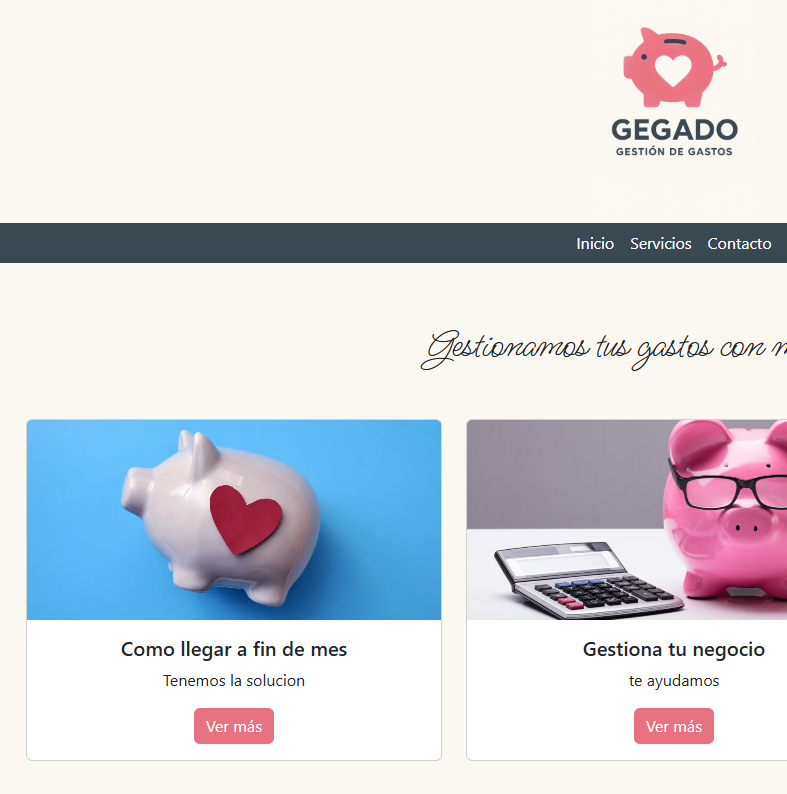 GEGADO
GESTIÓN DE GASTOS
Inicio Servicios Contacto
Gestionamos tus gastos con
Como llegar a fin de mes
Gestiona tu negocio
Tenemos la solucion
te ayudamos
Ver más
Ver más